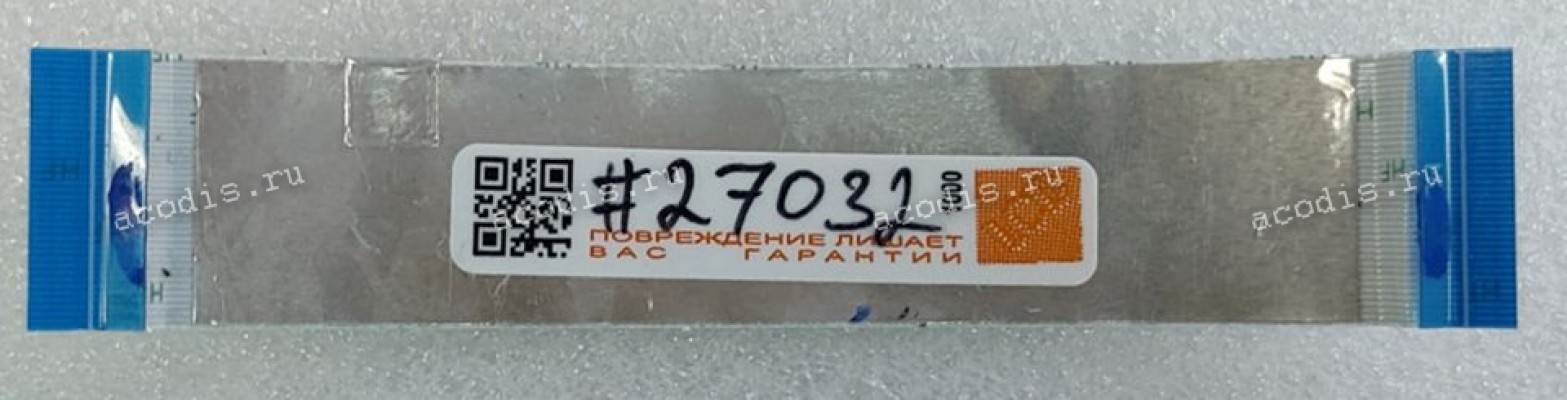 #27032
ПОВРЕЖДЕНИЕ ЛИШАЕТ
ВАС ГАРАНТИИ
acodis.ru
acodis.ru
acodis.ru
acodis.ru